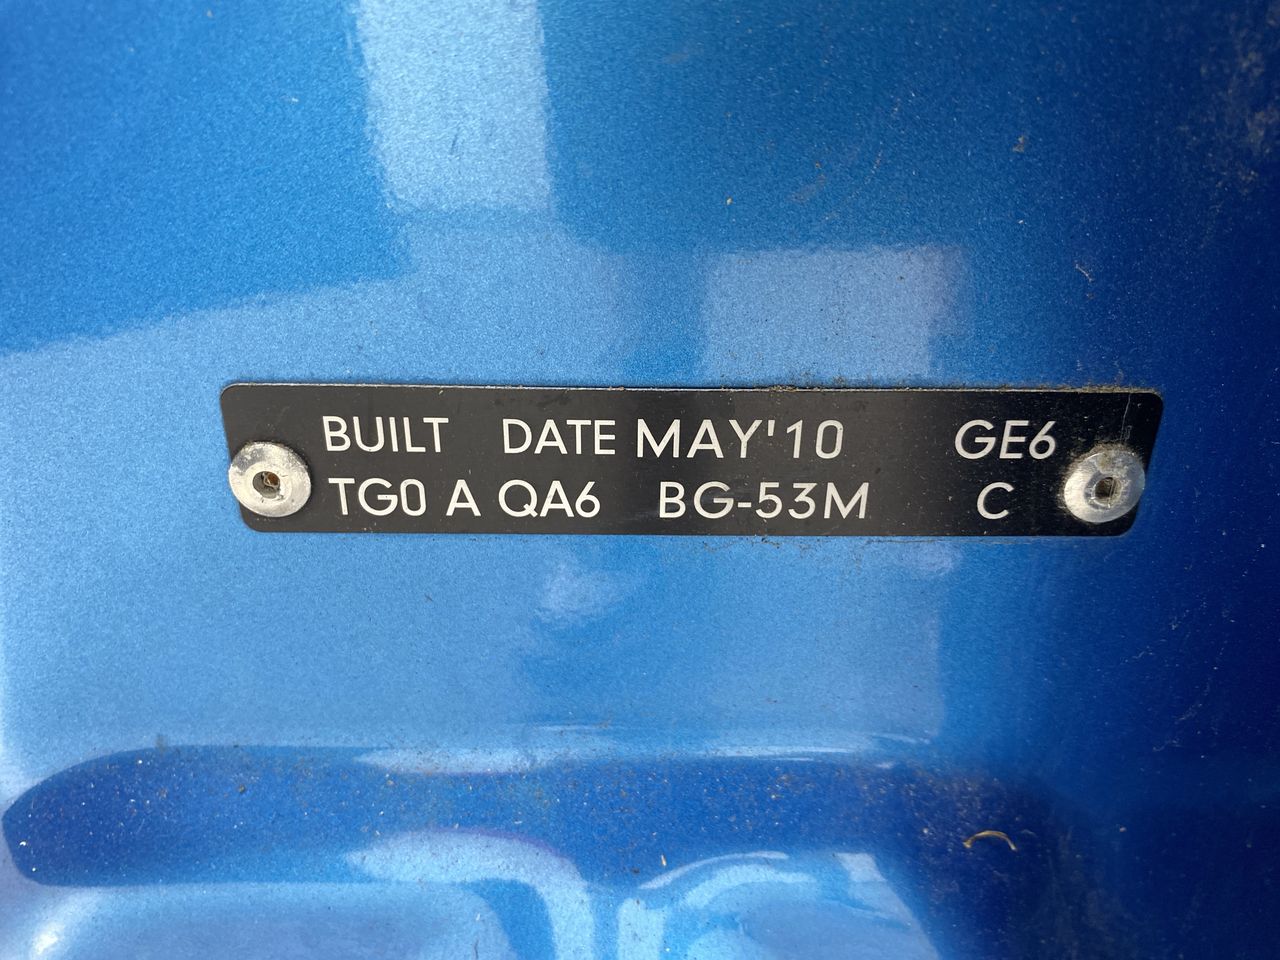 BUILT DATE MAY'10 GE6
TG0 A QA6 BG-53M C